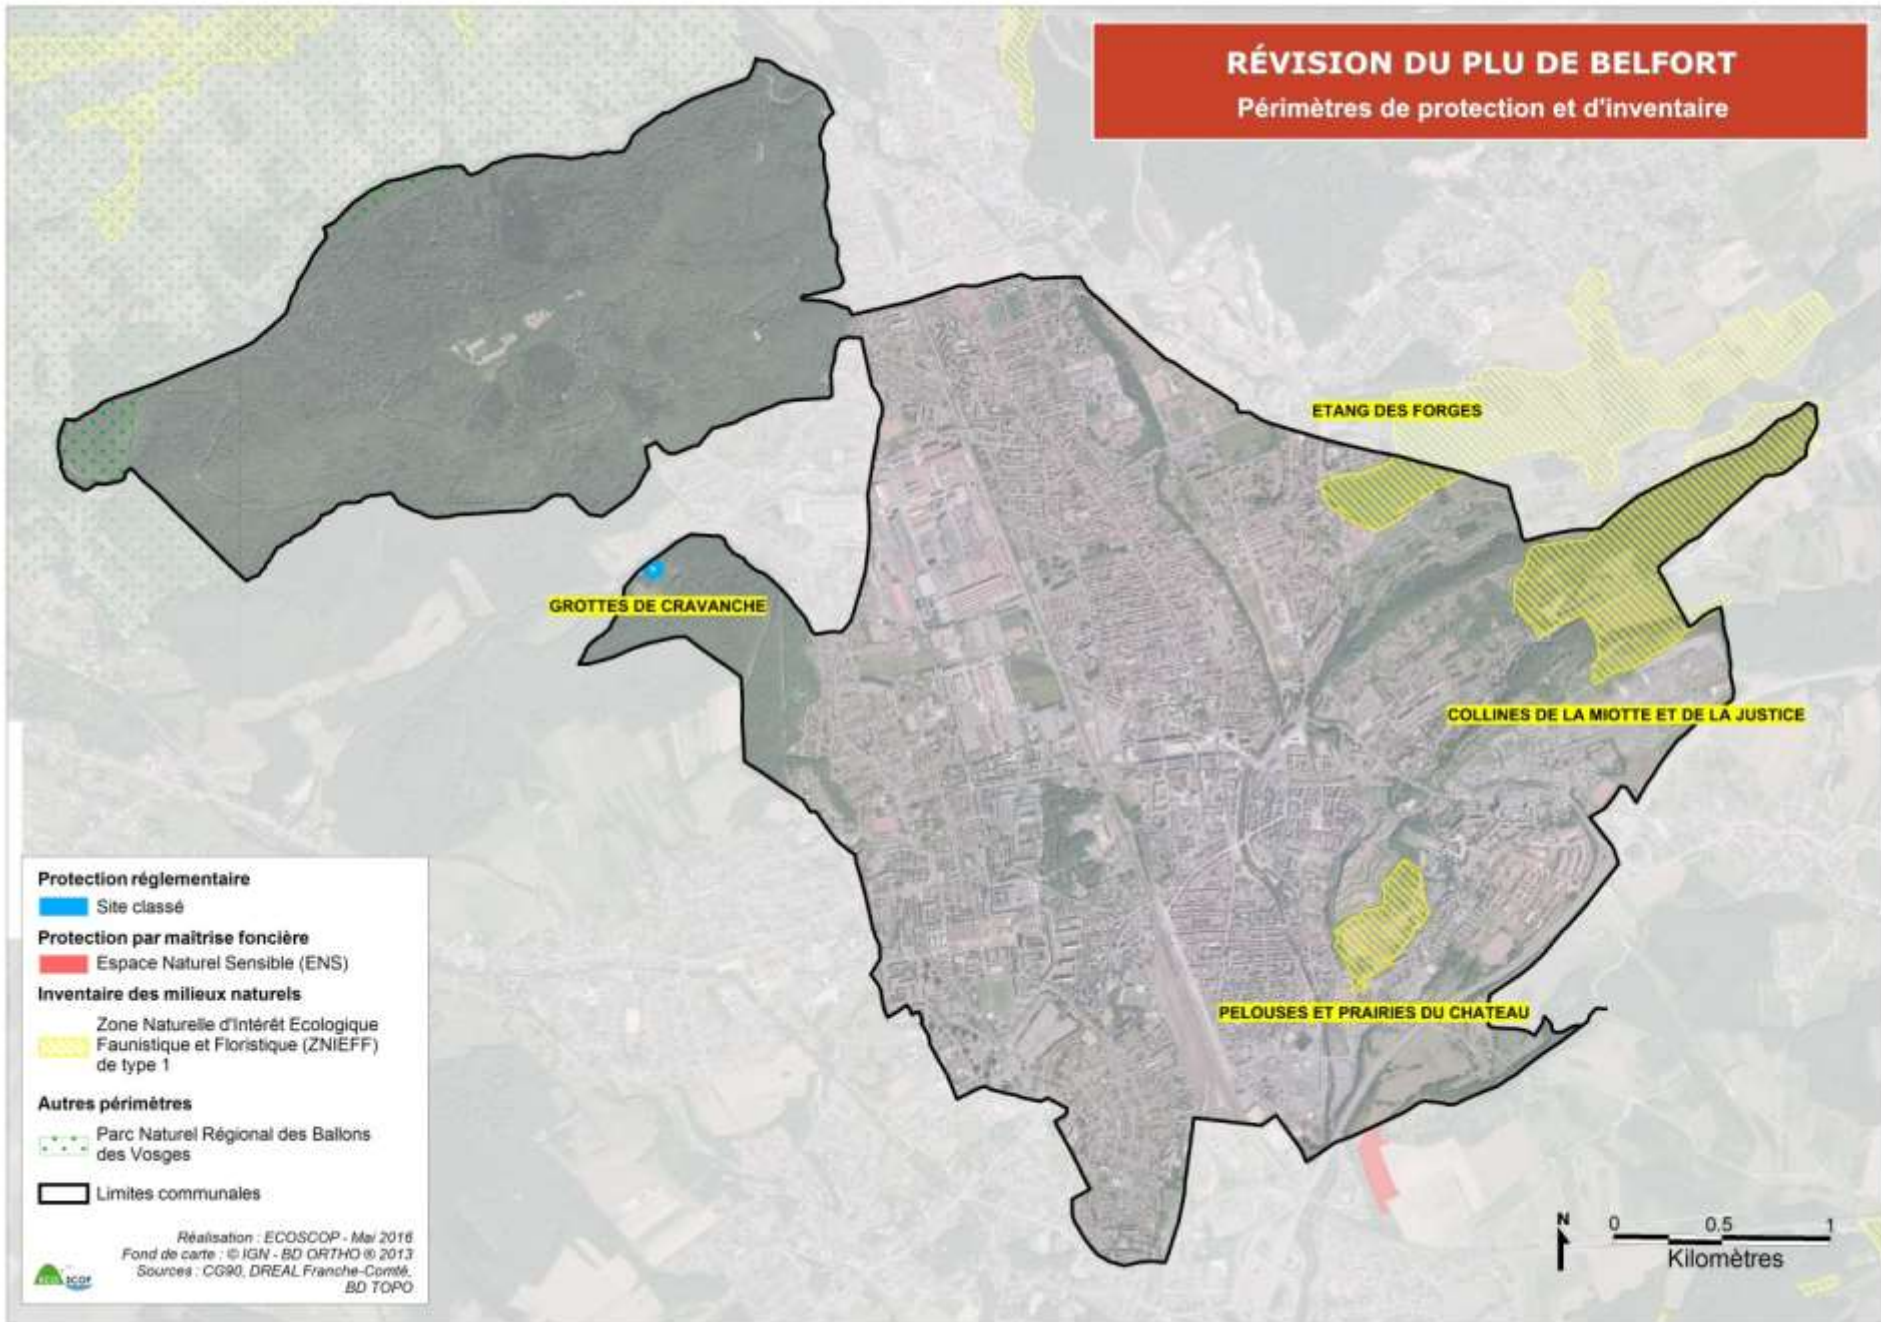 RÉVISION DU PLU DE BELFORT
Périmètres de protection et d'inventaire
ETANG DES FORGES
GROTTES DE CRAVANCHE
COLLINES DE LA MIOTTE ET DE LA JUSTICE
PELOUSES ET PRAIRIES DU CHATEAU
Protection réglementaire
Site classé
Protection par maîtrise foncière
Espace Naturel Sensible (ENS)
Inventaire des milieux naturels
Zone Naturelle d'Intérêt Ecologique
Faunistique et Floristique (ZNIEFF)
de type 1
Autres périmètres
Parc Naturel Régional des Ballons
des Vosges
Limites communales
Réalisation : ECOSCOP - Mai 2016
Fond de carte : © IGN - BD ORTHO ® 2013
Sources : CG90, DREAL Franche-Comté,
BD TOPO
ECO SCOP
N
0 0.5 1
Kilomètres